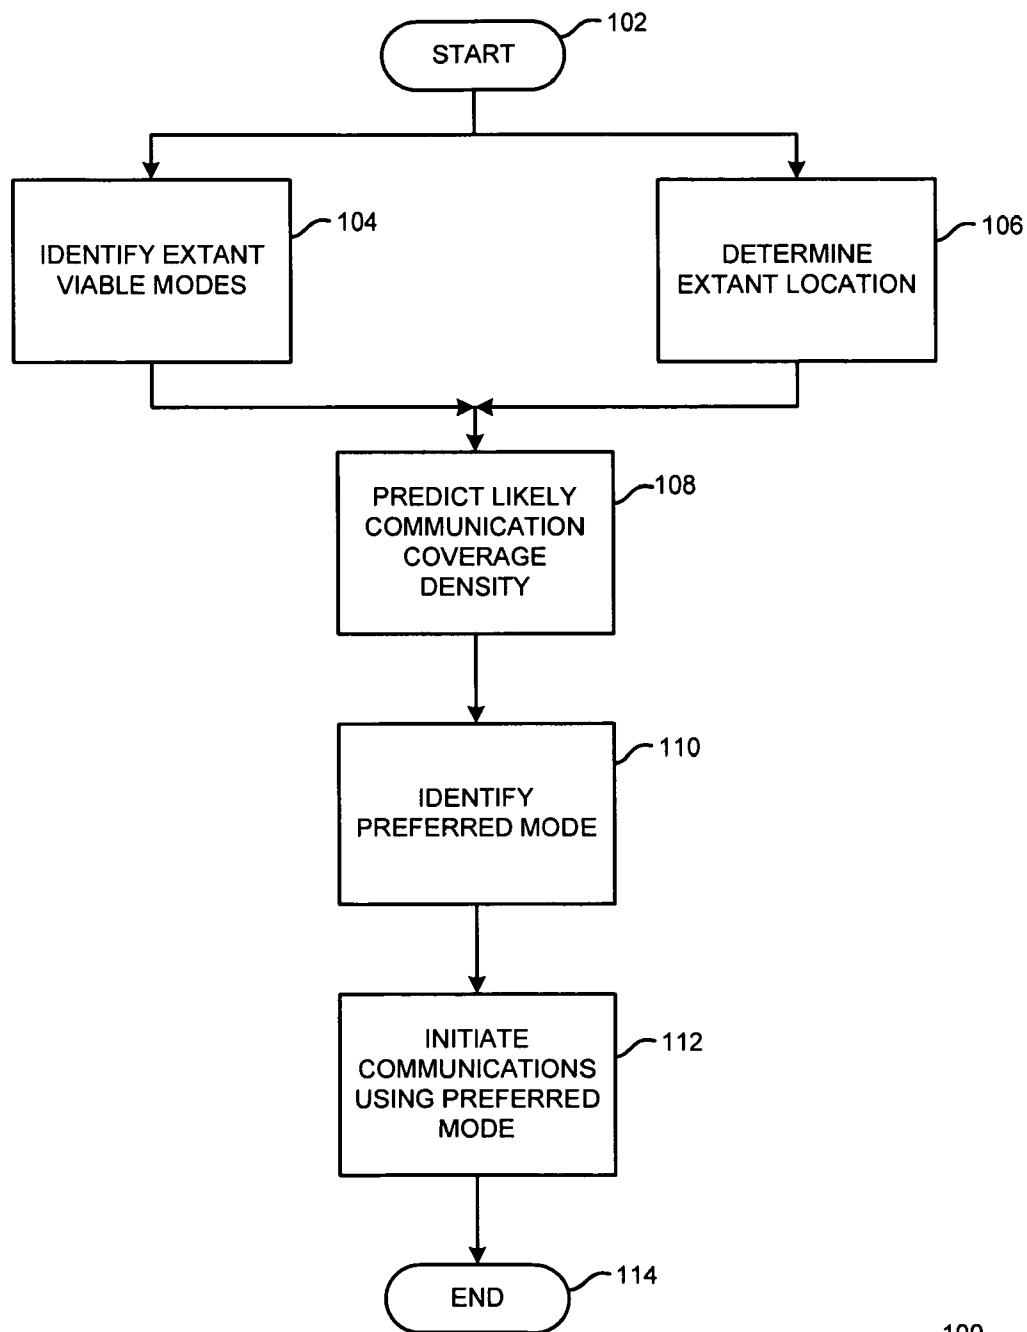 START
102
IDENTIFY EXTANT
VIABLE MODES
104
DETERMINE
EXTANT LOCATION
106
PREDICT LIKELY
COMMUNICATION
COVERAGE
DENSITY
108
IDENTIFY
PREFERRED MODE
110
INITIATE
COMMUNICATIONS
USING PREFERRED
MODE
112
END
114